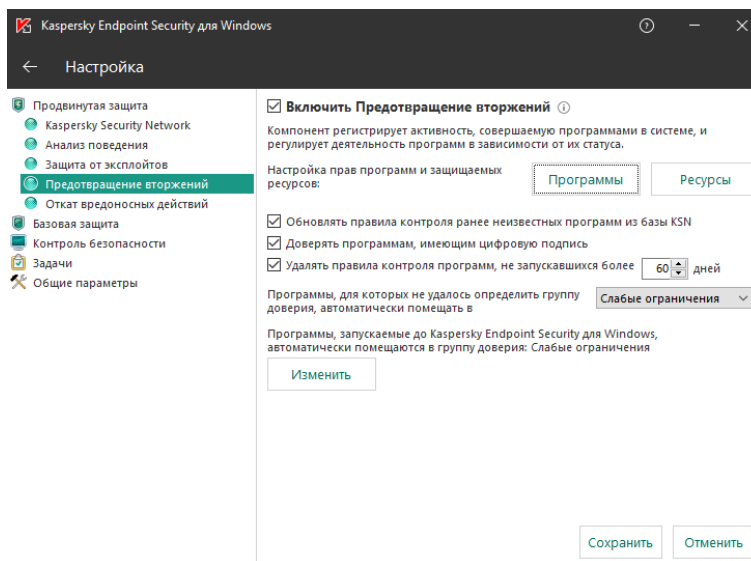 Kaspersky Endpoint Security для Windows
Настройка
Продвинутая защита
Kaspersky Security Network
Анализ поведения
Защита от эксплойтов
Предотвращение вторжений
Откат вредоносных действий
Базовая защита
Контроль безопасности
Задачи
Общие параметры
Включить Предотвращение вторжений
Компонент регистрирует активность, совершаемую программами в системе, и
регулирует деятельность программ в зависимости от их статуса.
Настройка прав программ и защищаемых
ресурсов:
Программы
Ресурсы
Обновлять правила контроля ранее неизвестных программ из базы KSN
Доверять программам, имеющим цифровую подпись
Удалять правила контроля программ, не запускавшихся более 60 дней
Программы, для которых не удалось определить группу
доверия, автоматически помещать в
Слабые ограничения
Программы, запускаемые до Kaspersky Endpoint Security для Windows,
автоматически помещаются в группу доверия: Слабые ограничения
Изменить
Сохранить
Отменить